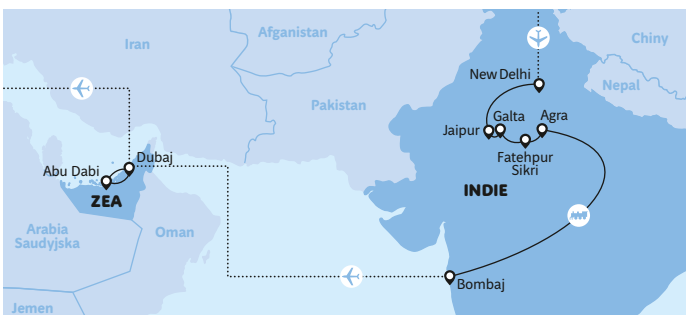 Iran
Afganistan
Chiny
New Delhi
Nepal
Pakistan
Galta
Agra
Jaipur
Fatehpur
Sikri
Dubaj
Abu Dabi
INDIE
ZEA
Arabia
Saudyjska
Oman
Bombaj
Jemen